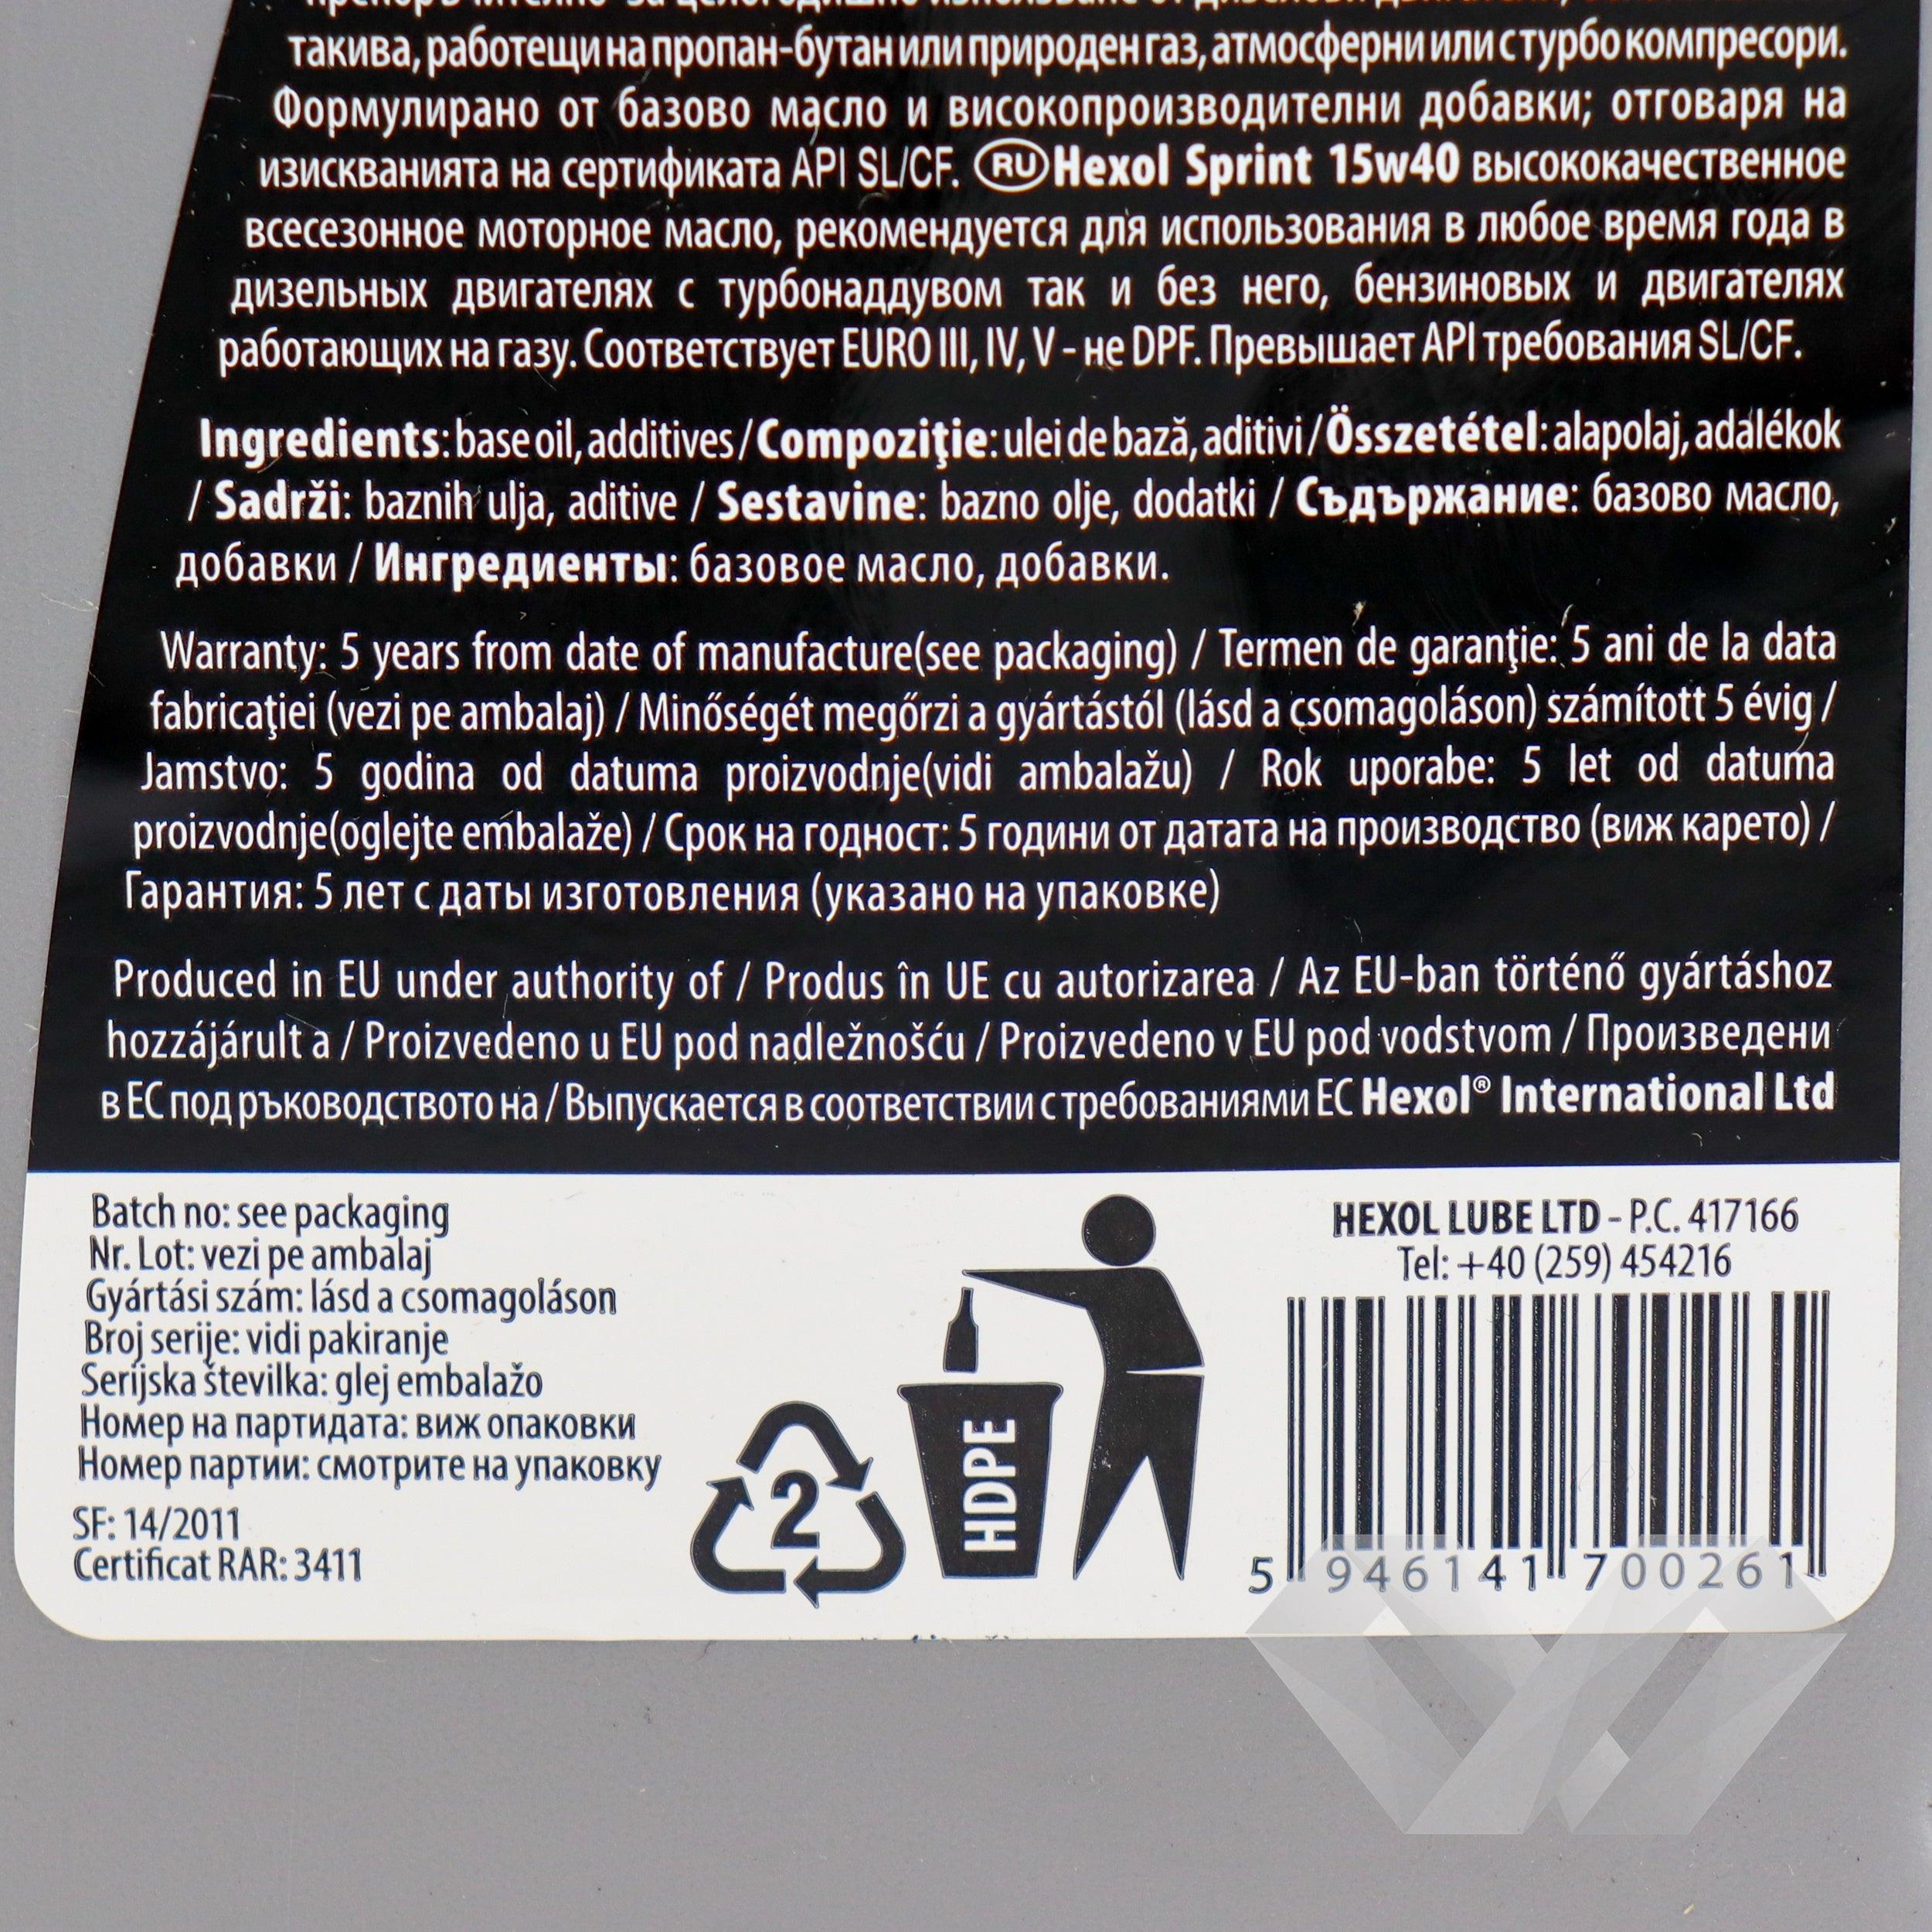 такива, работещи на пропан-бутан или природен газ, атмосферни или с турбо компресори.
Формулирано от базово масло и високопроизводителни добавки; отговаря на
изискванията на сертификата API SL/CF. RU Hexol Sprint 15w40 высококачественное
всесезонное моторное масло, рекомендуется для использования в любое время года в
дизельных двигателях с турбонаддувом так и без него, бензиновых и двигателях
работающих на газу. Соответствует EURO III, IV, V - не DPF. Превышает API требования SL/CF.
Ingredients: base oil, additives / Compoziţie: ulei de bază, aditivi / Összetétel: alapolaj, adalékok
/ Sadrži: baznih ulja, aditive / Sestavine: bazno olje, dodatki / Съдържание: базово масло,
добавки / Ингредиенты: базовое масло, добавки.
Warranty: 5 years from date of manufacture(see packaging) / Termen de garanţie: 5 ani de la data
fabricaţiei (vezi pe ambalaj) / Minőségét megőrzi a gyártástól (lásd a csomagoláson) számított 5 évig /
Jamstvo: 5 godina od datuma proizvodnje(vidi ambalažu) / Rok uporabe: 5 let od datuma
proizvodnje(oglejte embalaže) / Срок на годност: 5 години от датата на производство (виж карето) /
Гарантия: 5 лет с даты изготовления (указано на упаковке)
Produced in EU under authority of / Produs în UE cu autorizarea / Az EU-ban történő gyártáshoz
hozzájárult a / Proizvedeno u EU pod nadležnošću / Proizvedeno v EU pod vodstvom / Произведени
в ЕС под ръководството на / Выпускается в соответствии с требованиями ЕС Hexol® International Ltd
Batch no: see packaging
Nr. Lot: vezi pe ambalaj
Gyártási szám: lásd a csomagoláson
Broj serije: vidi pakiranje
Serijska številka: glej embalažo
Номер на партидата: виж опаковки
Номер партии: смотрите на упаковку
SF: 14/2011
Certificat RAR: 3411
2
HDPE
HEXOL LUBE LTD - P.C. 417166
Tel: +40 (259) 454216
5 946141 700261